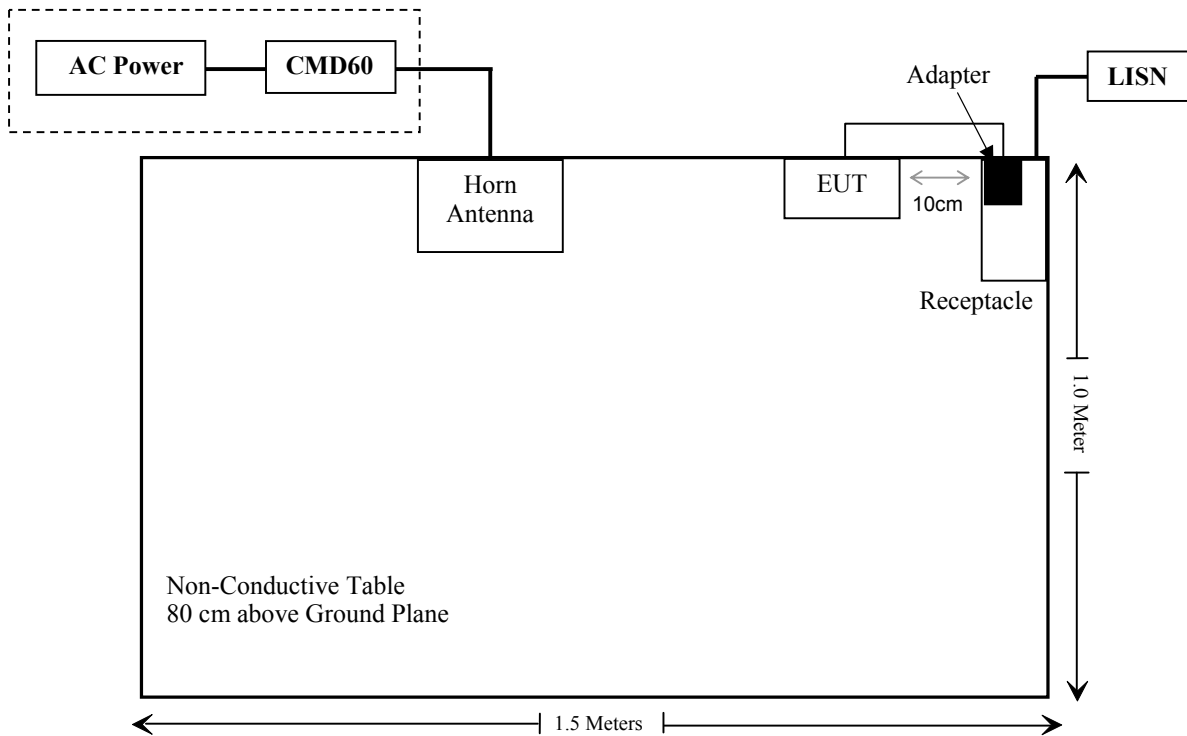 AC Power
CMD60
Adapter
LISN
Horn
Antenna
EUT
10cm
Receptacle
1.0 Meter
Non-Conductive Table
80 cm above Ground Plane
1.5 Meters